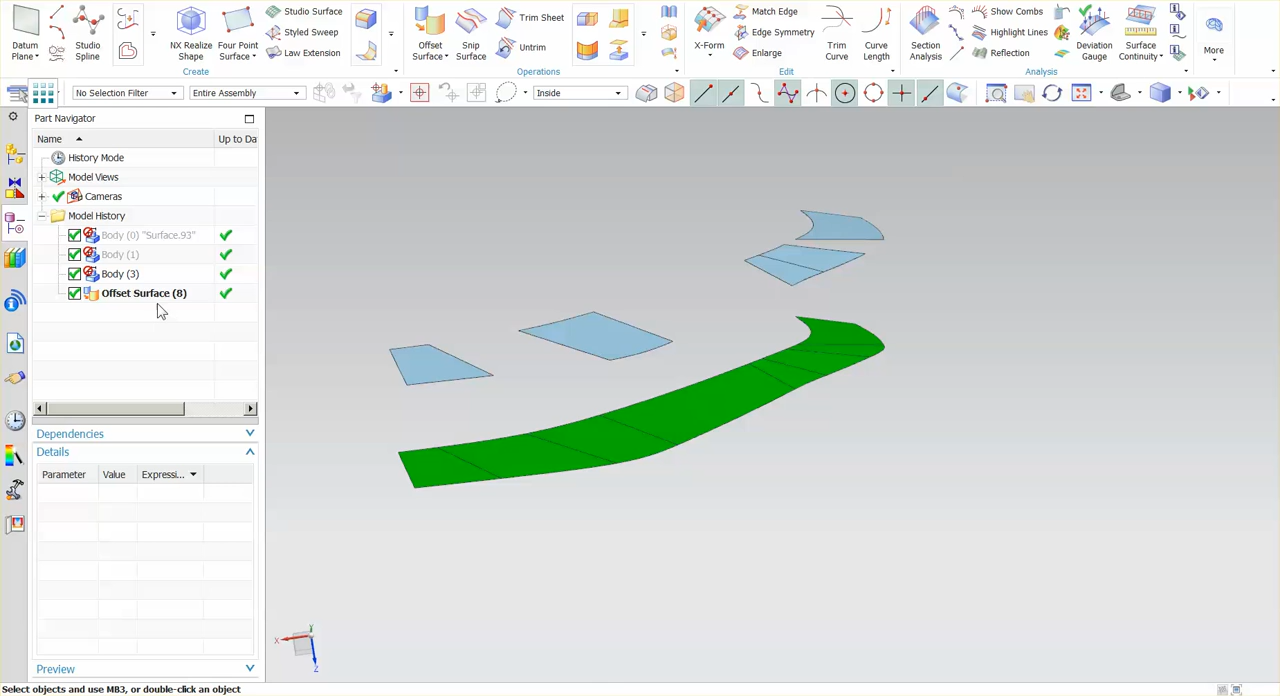 Datum Plane
Studio Spline
NX Realize Shape
Four Point Surface
Studio Surface
Styled Sweep
Law Extension
Create
Offset Surface
Snip Surface
Trim Sheet
Untrim
Operations
X-Form
Match Edge
Edge Symmetry
Enlarge
Trim Curve
Curve Length
Edit
Section Analysis
Show Combs
Highlight Lines
Reflection
Deviation Gauge
Surface Continuity
Analysis
More
No Selection Filter
Entire Assembly
Inside
Part Navigator
Name
Up to Da
History Mode
Model Views
Cameras
Model History
Body (0) "Surface.93"
Body (1)
Body (3)
Offset Surface (8)
Dependencies
Details
Parameter
Value
Expressi...
Preview
X
Y
Z
Select objects and use MB3, or double-click an object